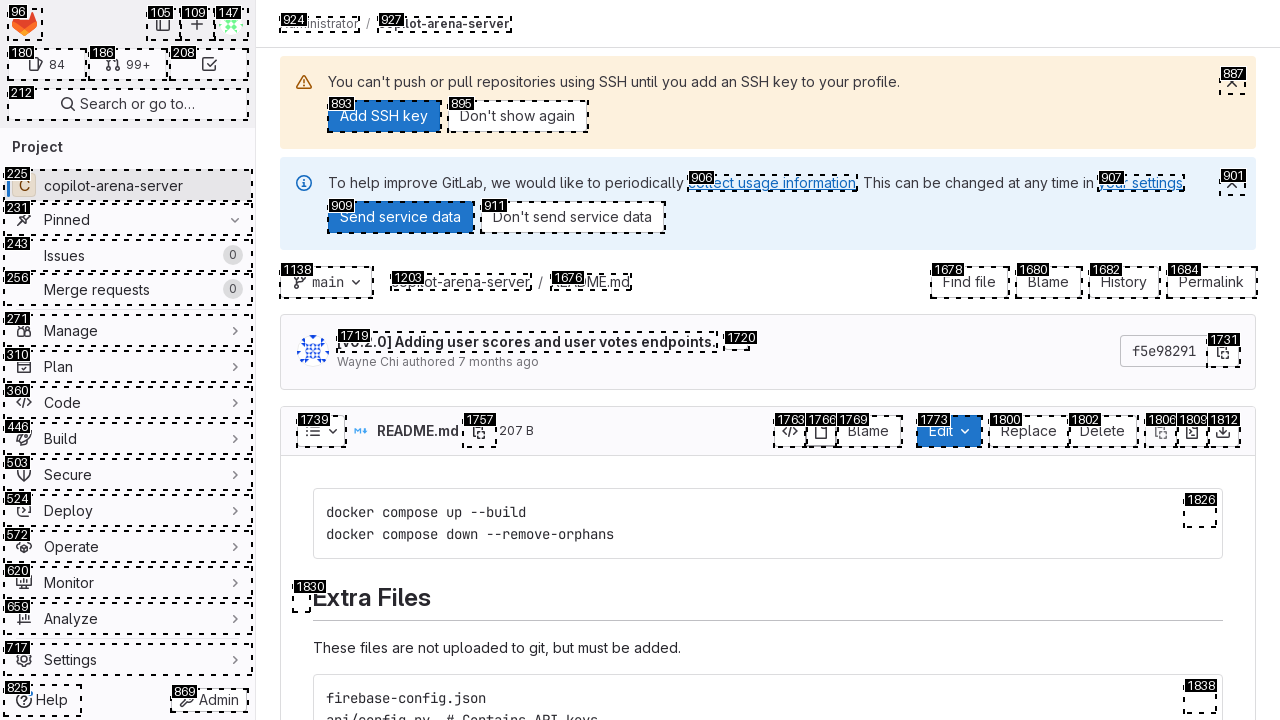 96
105
109
147
180
84
186
99+
208
212
Search or go to…
Project
225
C
copilot-arena-server
231
Pinned
243
Issues
0
256
Merge requests
0
271
Manage
310
Plan
360
Code
446
Build
503
Secure
524
Deploy
572
Operate
620
Monitor
659
Analyze
717
Settings
825
Help
869
Admin
924
Administrator
/
927
copilot-arena-server
You can't push or pull repositories using SSH until you add an SSH key to your profile.
887
893
Add SSH key
895
Don't show again
To help improve GitLab, we would like to periodically 906 collect usage information. This can be changed at any time in 907 your settings.
901
909
Send service data
911
Don't send service data
1138
main
1203
copilot-arena-server
/
1676
README.md
1678
Find file
1680
Blame
1682
History
1684
Permalink
1719
[v0.2.0] Adding user scores and user votes endpoints.
1720
Wayne Chi authored 7 months ago
f5e98291
1731
1739
README.md
1757
207 B
1763
1766
1769
Blame
1773
Edit
1800
Replace
1802
Delete
1806
1809
1812
docker compose up --build
docker compose down --remove-orphans
1826
1830
Extra Files
These files are not uploaded to git, but must be added.
firebase-config.json
api/config.py  # Contains API keys
1838